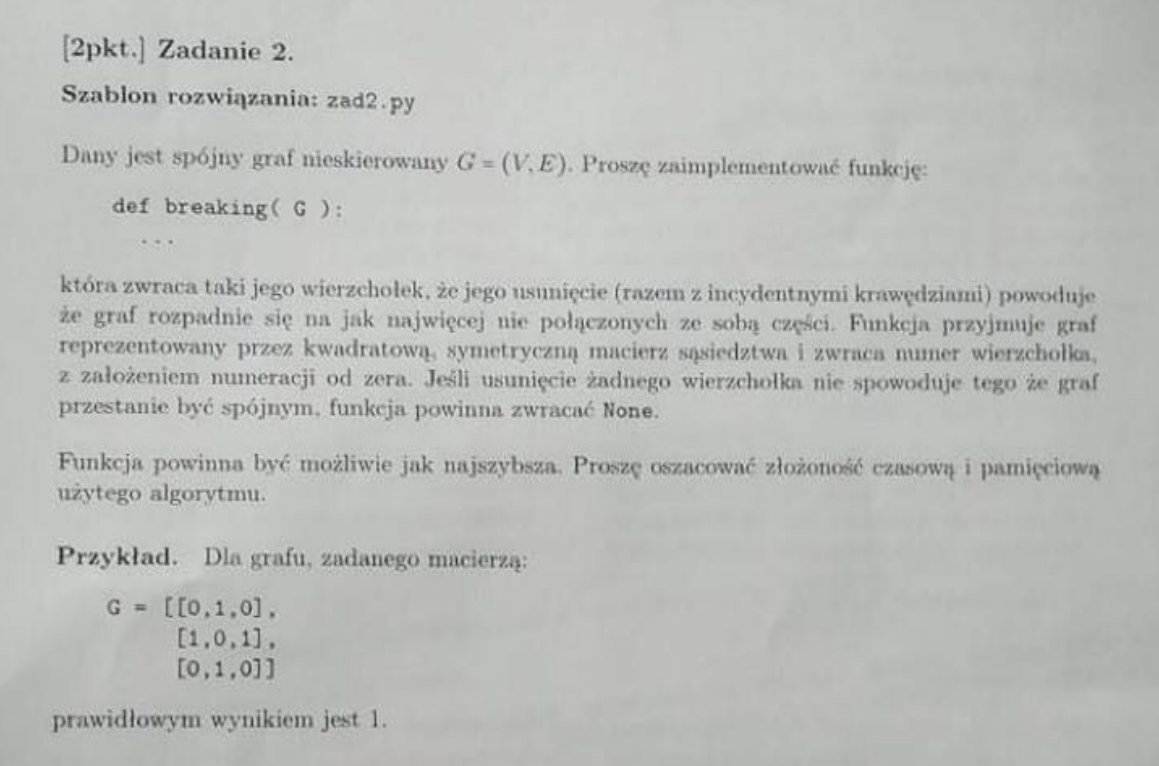 [2pkt.] Zadanie 2.
Szablon rozwiązania: zad2.py
Dany jest spójny graf nieskierowany G = (V, E). Proszę zaimplementować funkcję:
def breaking( G ):
...
która zwraca taki jego wierzchołek, że jego usunięcie (razem z incydentnymi krawędziami) powoduje
że graf rozpadnie się na jak najwięcej nie połączonych ze sobą części. Funkcja przyjmuje graf
reprezentowany przez kwadratową, symetryczną macierz sąsiedztwa i zwraca numer wierzchołka,
z założeniem numeracji od zera. Jeśli usunięcie żadnego wierzchołka nie spowoduje tego że graf
przestanie być spójnym, funkcja powinna zwracać None.
Funkcja powinna być możliwie jak najszybsza. Proszę oszacować złożoność czasową i pamięciową
użytego algorytmu.
Przykład. Dla grafu, zadanego macierzą:
G = [[0,1,0],
[1,0,1],
[0,1,0]]
prawidłowym wynikiem jest 1.